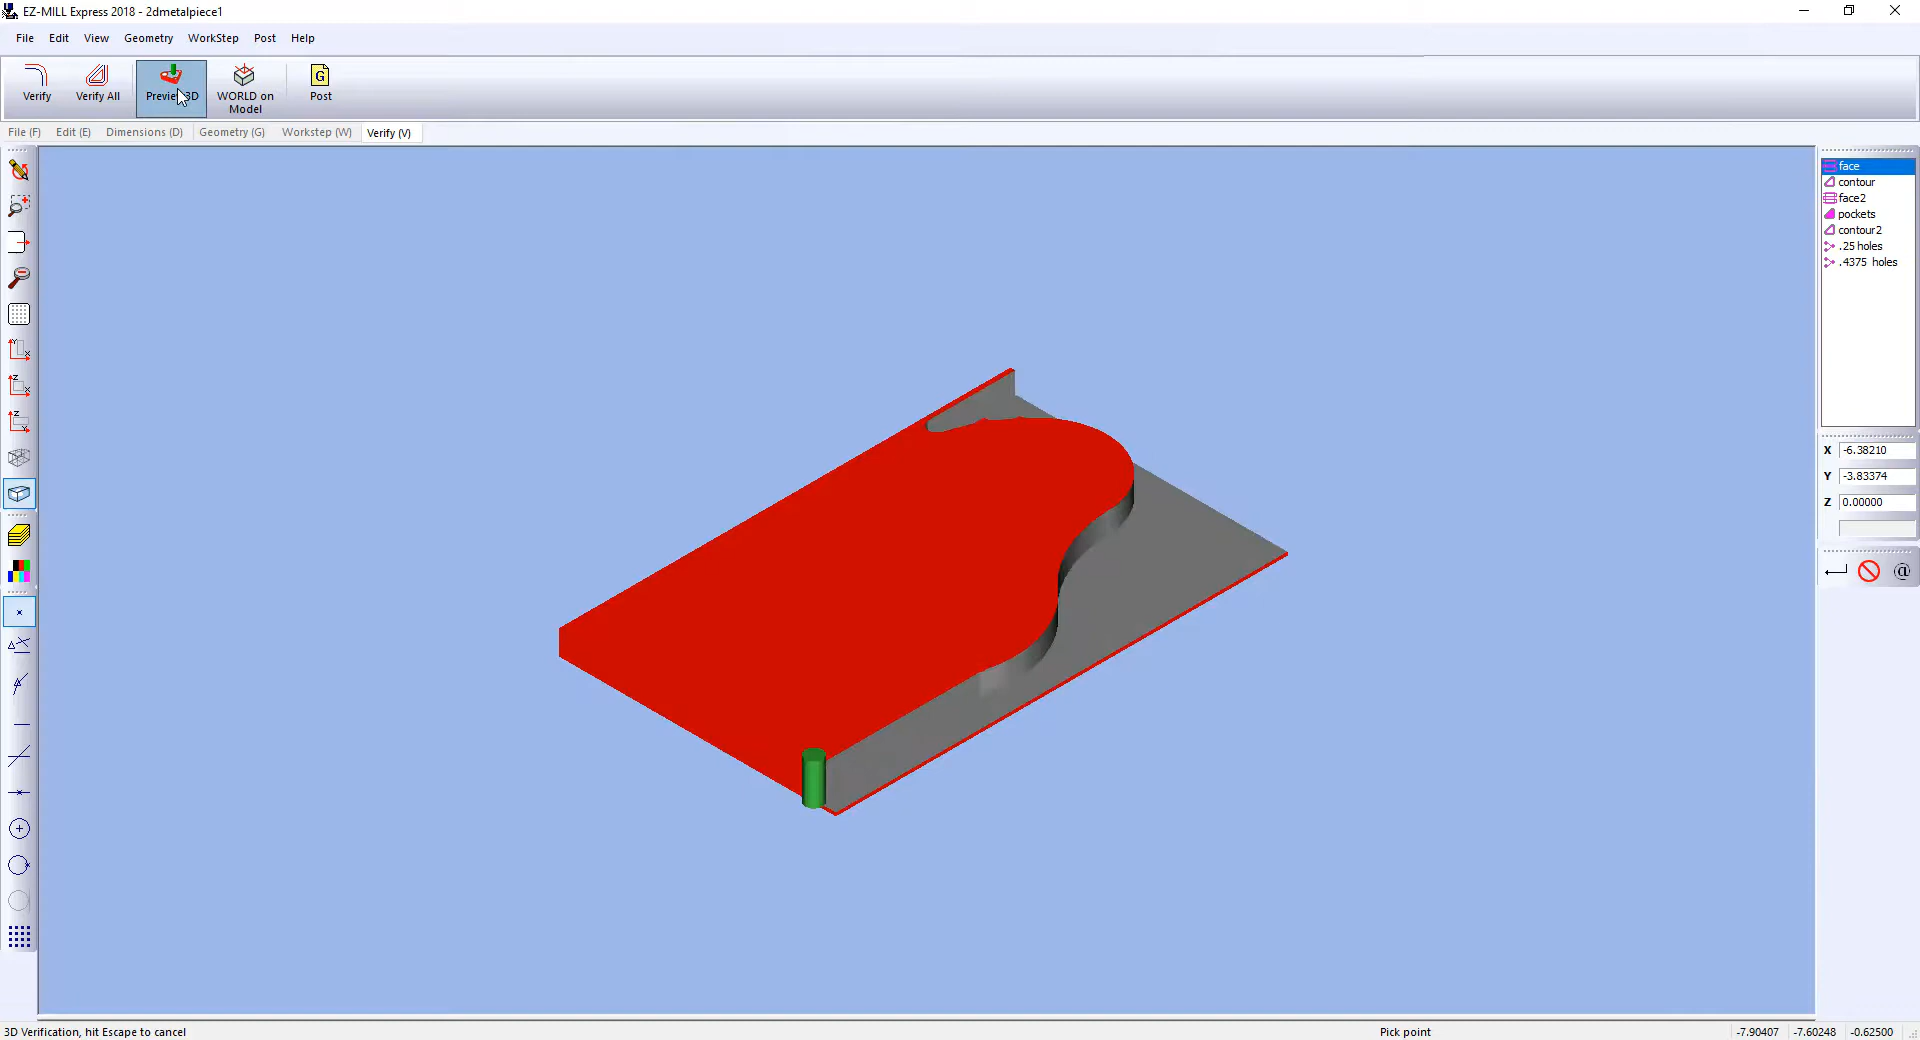 EZ-MILL Express 2018 - 2dmetalpiece1
File Edit View Geometry WorkStep Post Help
Verify Verify All Preview 3D WORLD on Model G Post
File (F) Edit (E) Dimensions (D) Geometry (G) Workstep (W) Verify (V)
face
contour
face2
pockets
contour2
.25 holes
.4375 holes
X -6.38210
Y -3.83374
Z 0.00000
@
3D Verification, hit Escape to cancel Pick point -7.90407 -7.60248 -0.62500